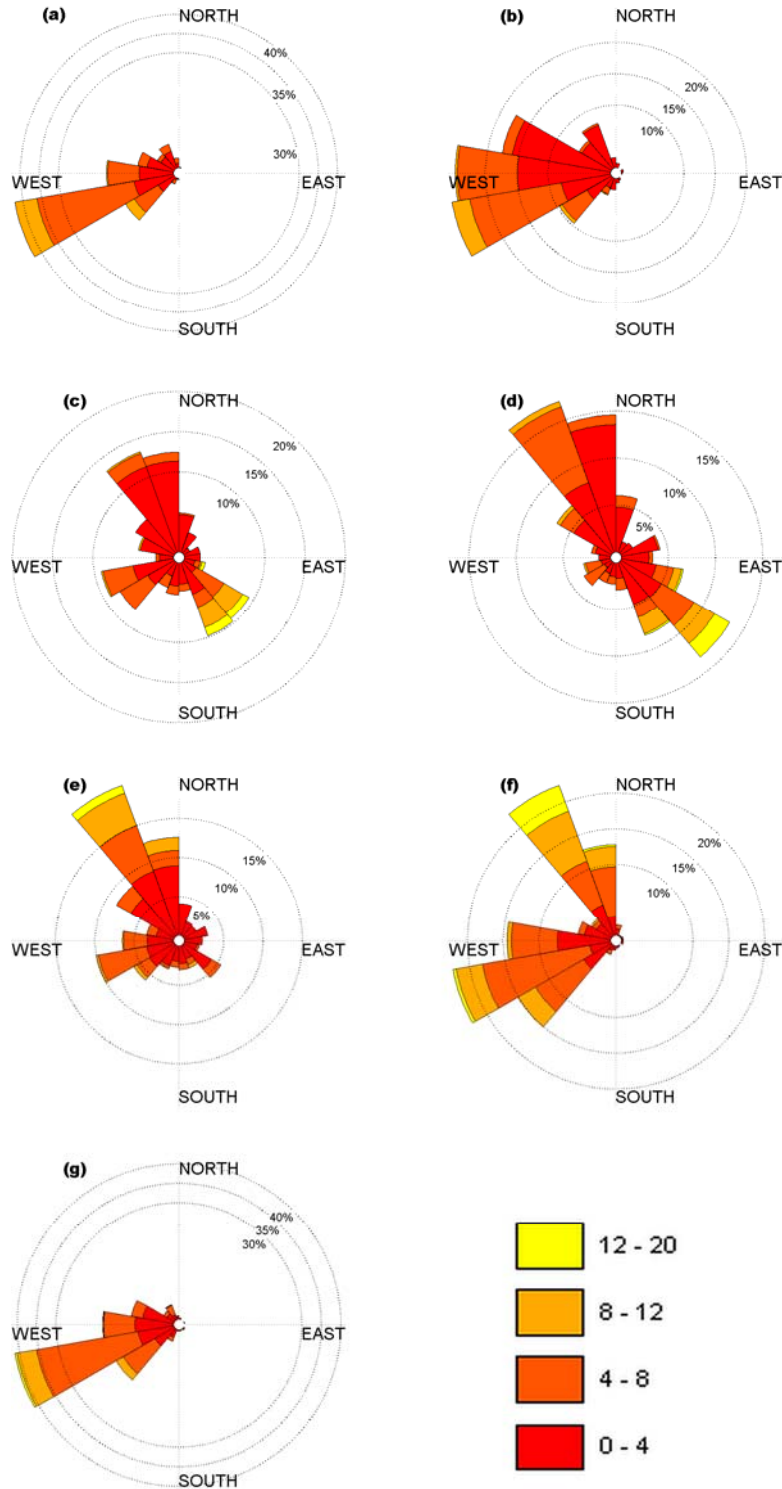 (a)
NORTH
40%
35%
30%
WEST
EAST
SOUTH
(b)
NORTH
20%
15%
10%
WEST
EAST
SOUTH
(c)
NORTH
20%
15%
10%
WEST
EAST
SOUTH
(d)
NORTH
15%
10%
5%
WEST
EAST
SOUTH
(e)
NORTH
15%
10%
5%
WEST
EAST
SOUTH
(f)
NORTH
20%
15%
10%
WEST
EAST
SOUTH
(g)
NORTH
40%
35%
30%
WEST
EAST
SOUTH
12 - 20
8 - 12
4 - 8
0 - 4